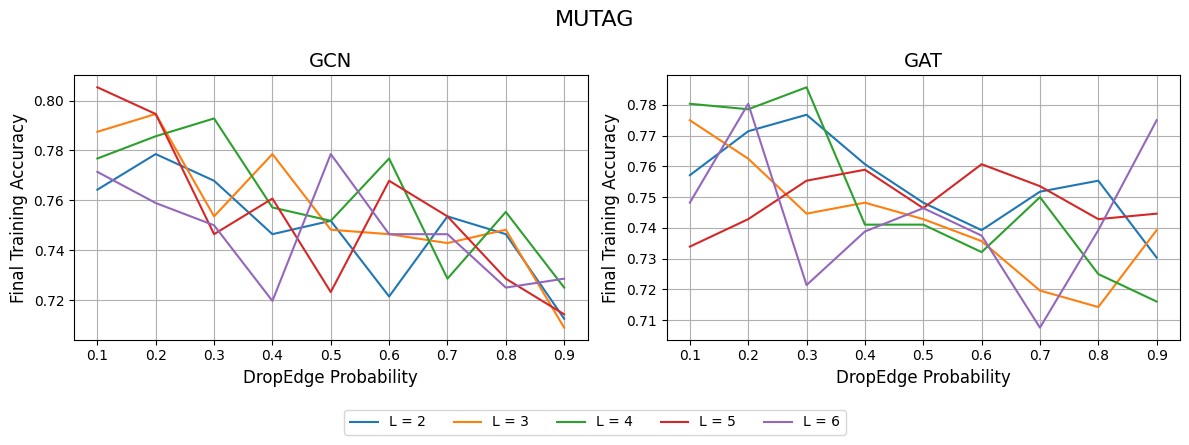 MUTAG
GCN
Final Training Accuracy
0.80
0.78
0.76
0.74
0.72
0.1 0.2 0.3 0.4 0.5 0.6 0.7 0.8 0.9
DropEdge Probability
GAT
Final Training Accuracy
0.78
0.77
0.76
0.75
0.74
0.73
0.72
0.71
0.1 0.2 0.3 0.4 0.5 0.6 0.7 0.8 0.9
DropEdge Probability
L = 2 L = 3 L = 4 L = 5 L = 6